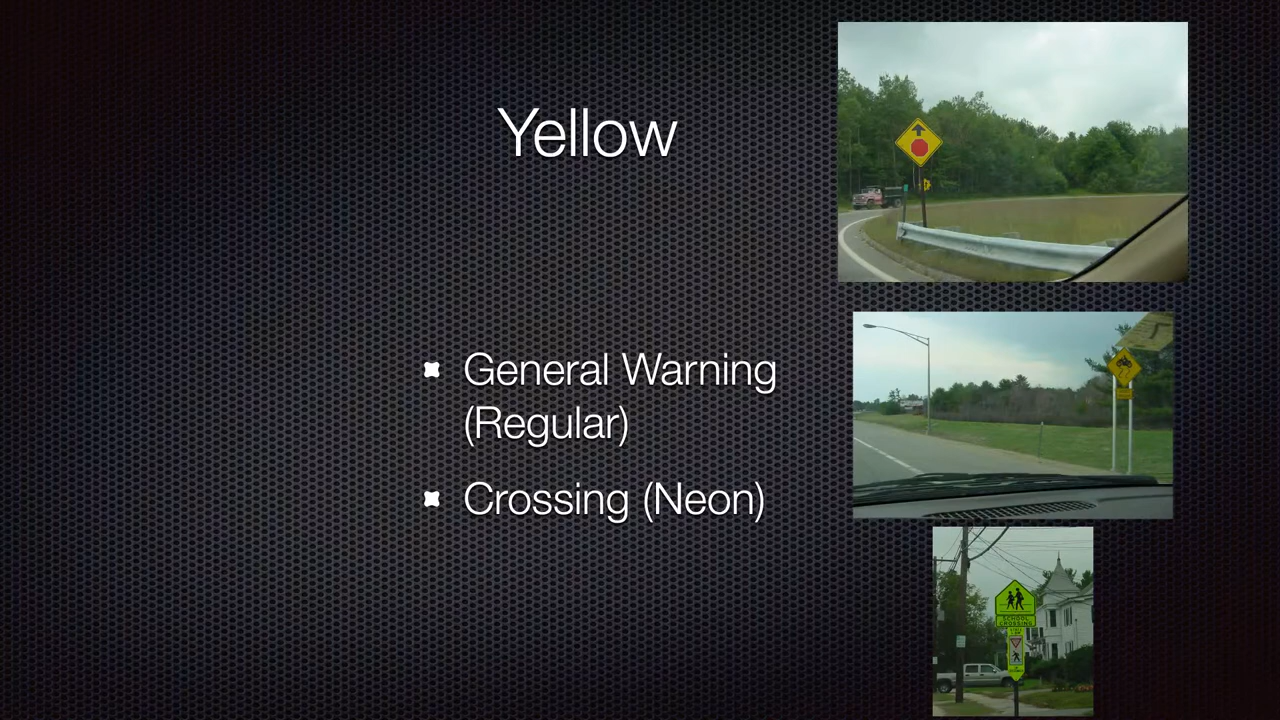 Yellow
General Warning
(Regular)
Crossing (Neon)
SCHOOL
CROSSING